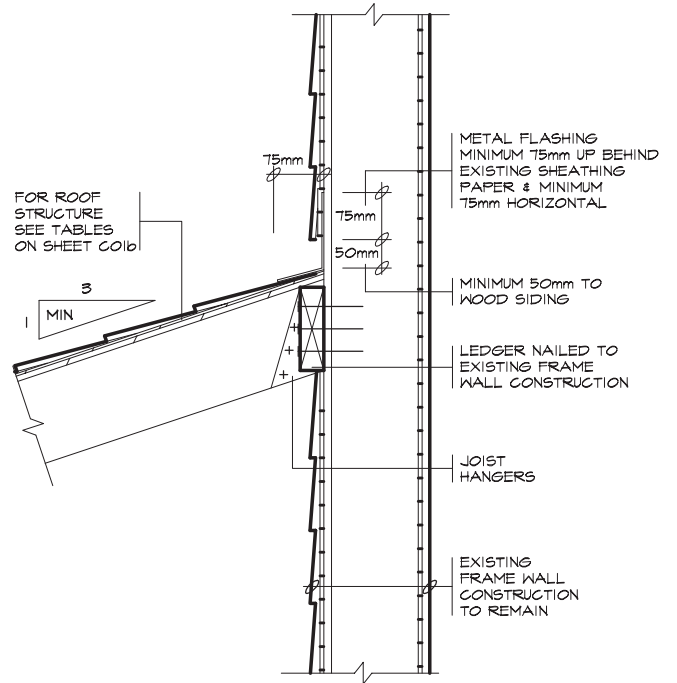 METAL FLASHING
MINIMUM 75mm UP BEHIND
EXISTING SHEATHING
PAPER & MINIMUM
75mm HORIZONTAL
75mm
FOR ROOF
STRUCTURE
SEE TABLES
ON SHEET C01b
75mm
50mm
3
1
MIN
MINIMUM 50mm TO
WOOD SIDING
LEDGER NAILED TO
EXISTING FRAME
WALL CONSTRUCTION
JOIST
HANGERS
EXISTING
FRAME WALL
CONSTRUCTION
TO REMAIN